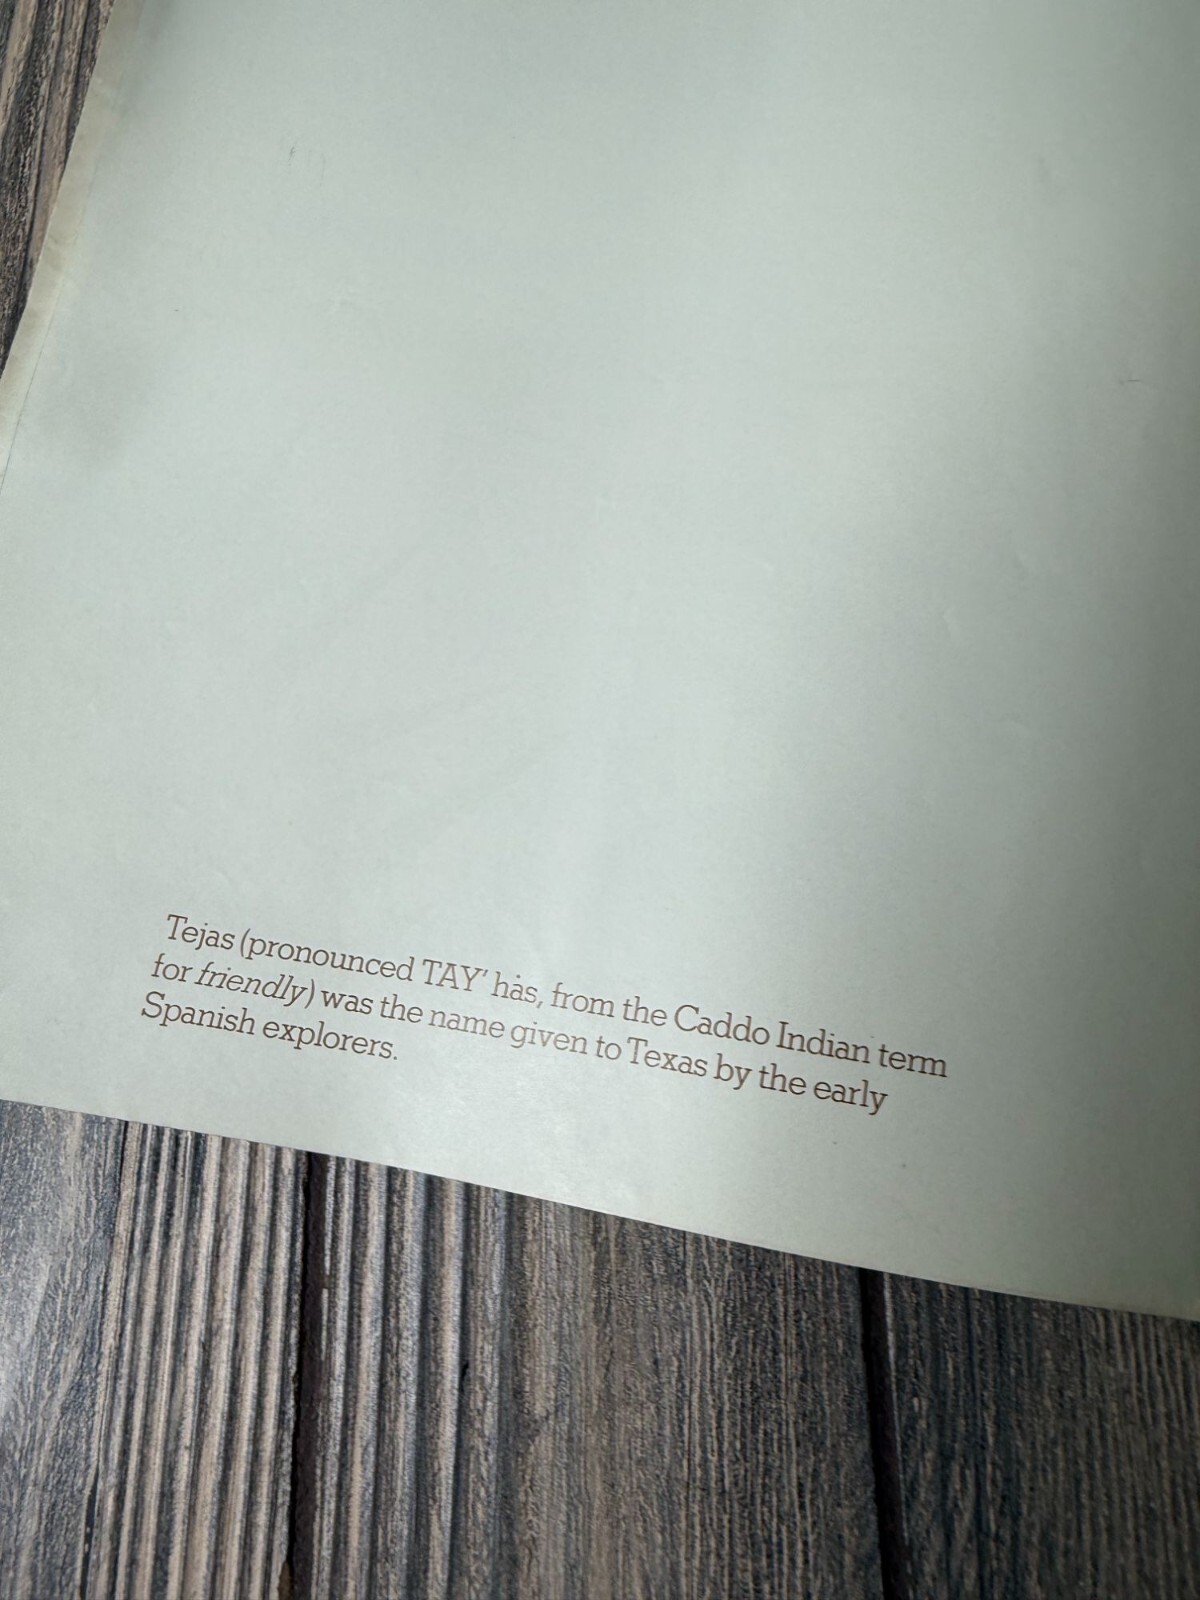 Tejas (pronounced TAY' hȧs, from the Caddo Indian term
for friendly) was the name given to Texas by the early
Spanish explorers.